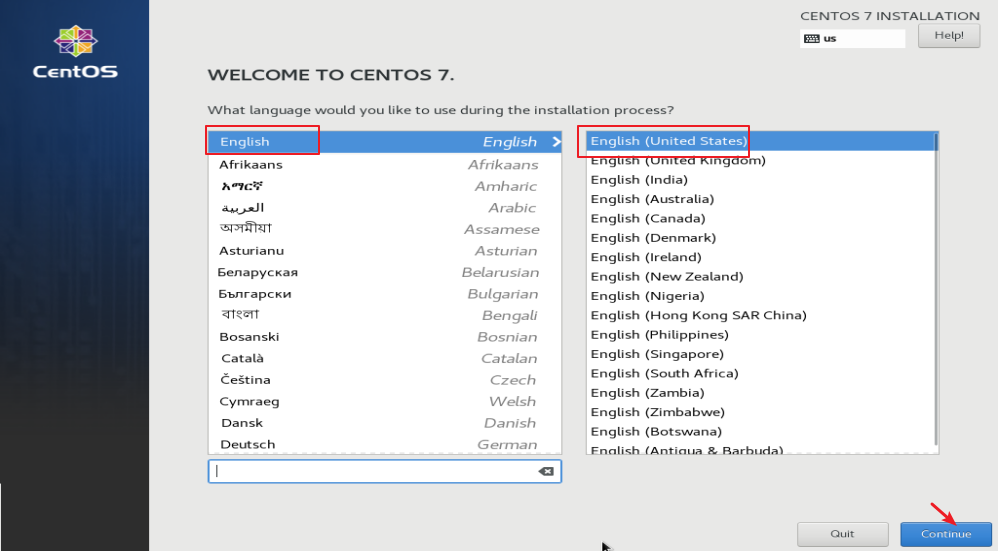 CentOS
CENTOS 7 INSTALLATION
us
Help!
WELCOME TO CENTOS 7.
What language would you like to use during the installation process?
English English
Afrikaans Afrikaans
አማርኛ Amharic
العربية Arabic
অসমীয়া Assamese
Asturianu Asturian
Беларуская Belarusian
Български Bulgarian
বাংলা Bengali
Bosanski Bosnian
Català Catalan
Čeština Czech
Cymraeg Welsh
Dansk Danish
Deutsch German
English (United States)
English (United Kingdom)
English (India)
English (Australia)
English (Canada)
English (Denmark)
English (Ireland)
English (New Zealand)
English (Nigeria)
English (Hong Kong SAR China)
English (Philippines)
English (Singapore)
English (South Africa)
English (Zambia)
English (Zimbabwe)
English (Botswana)
English (Antigua & Barbuda)
Quit
Continue